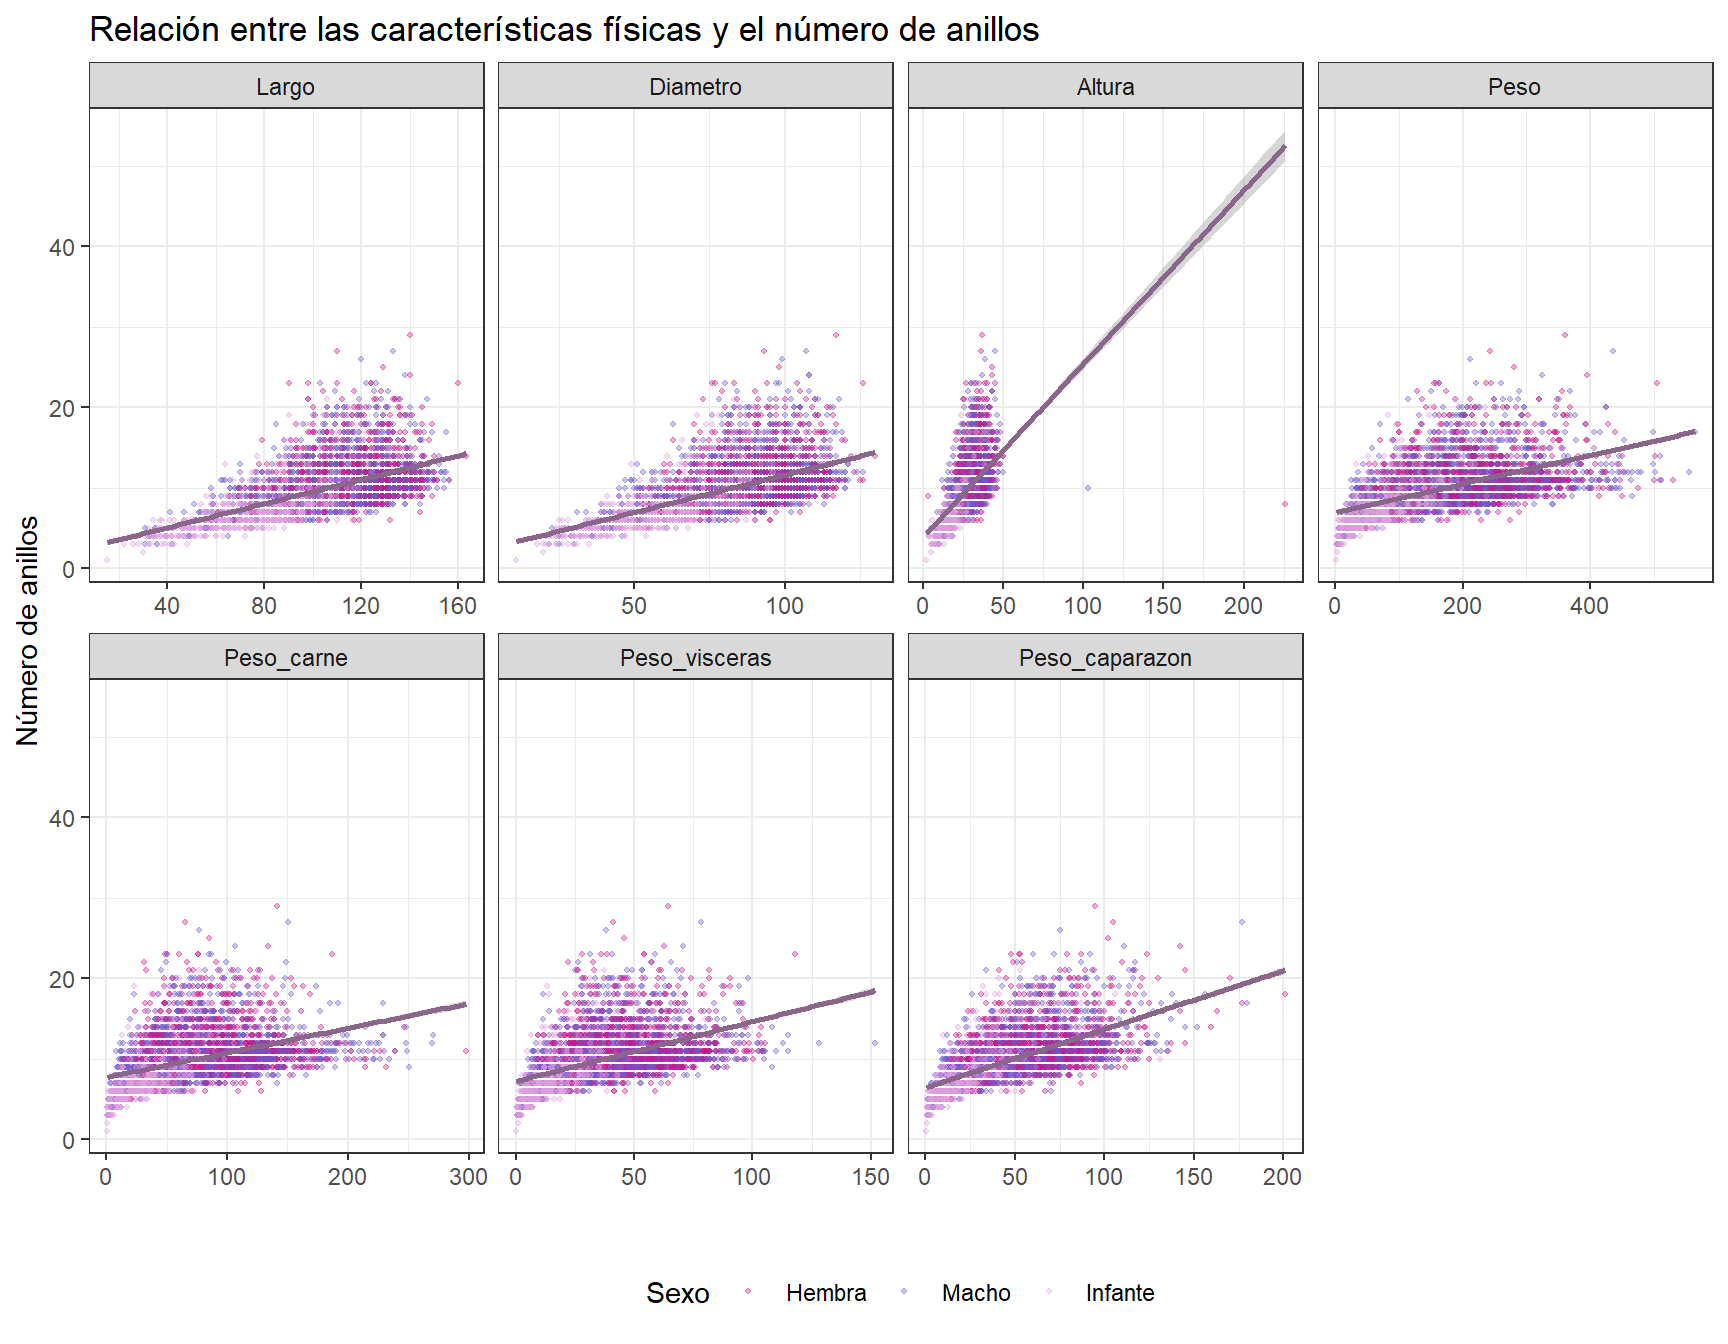 Relación entre las características físicas y el número de anillos
Largo
Diametro
Altura
Peso
40
20
0
40 80 120 160
50 100
0 50 100 150 200
0 200 400
Número de anillos
Peso_carne
Peso_visceras
Peso_caparazon
40
20
0
0 100 200 300
0 50 100 150
0 50 100 150 200
Sexo Hembra Macho Infante